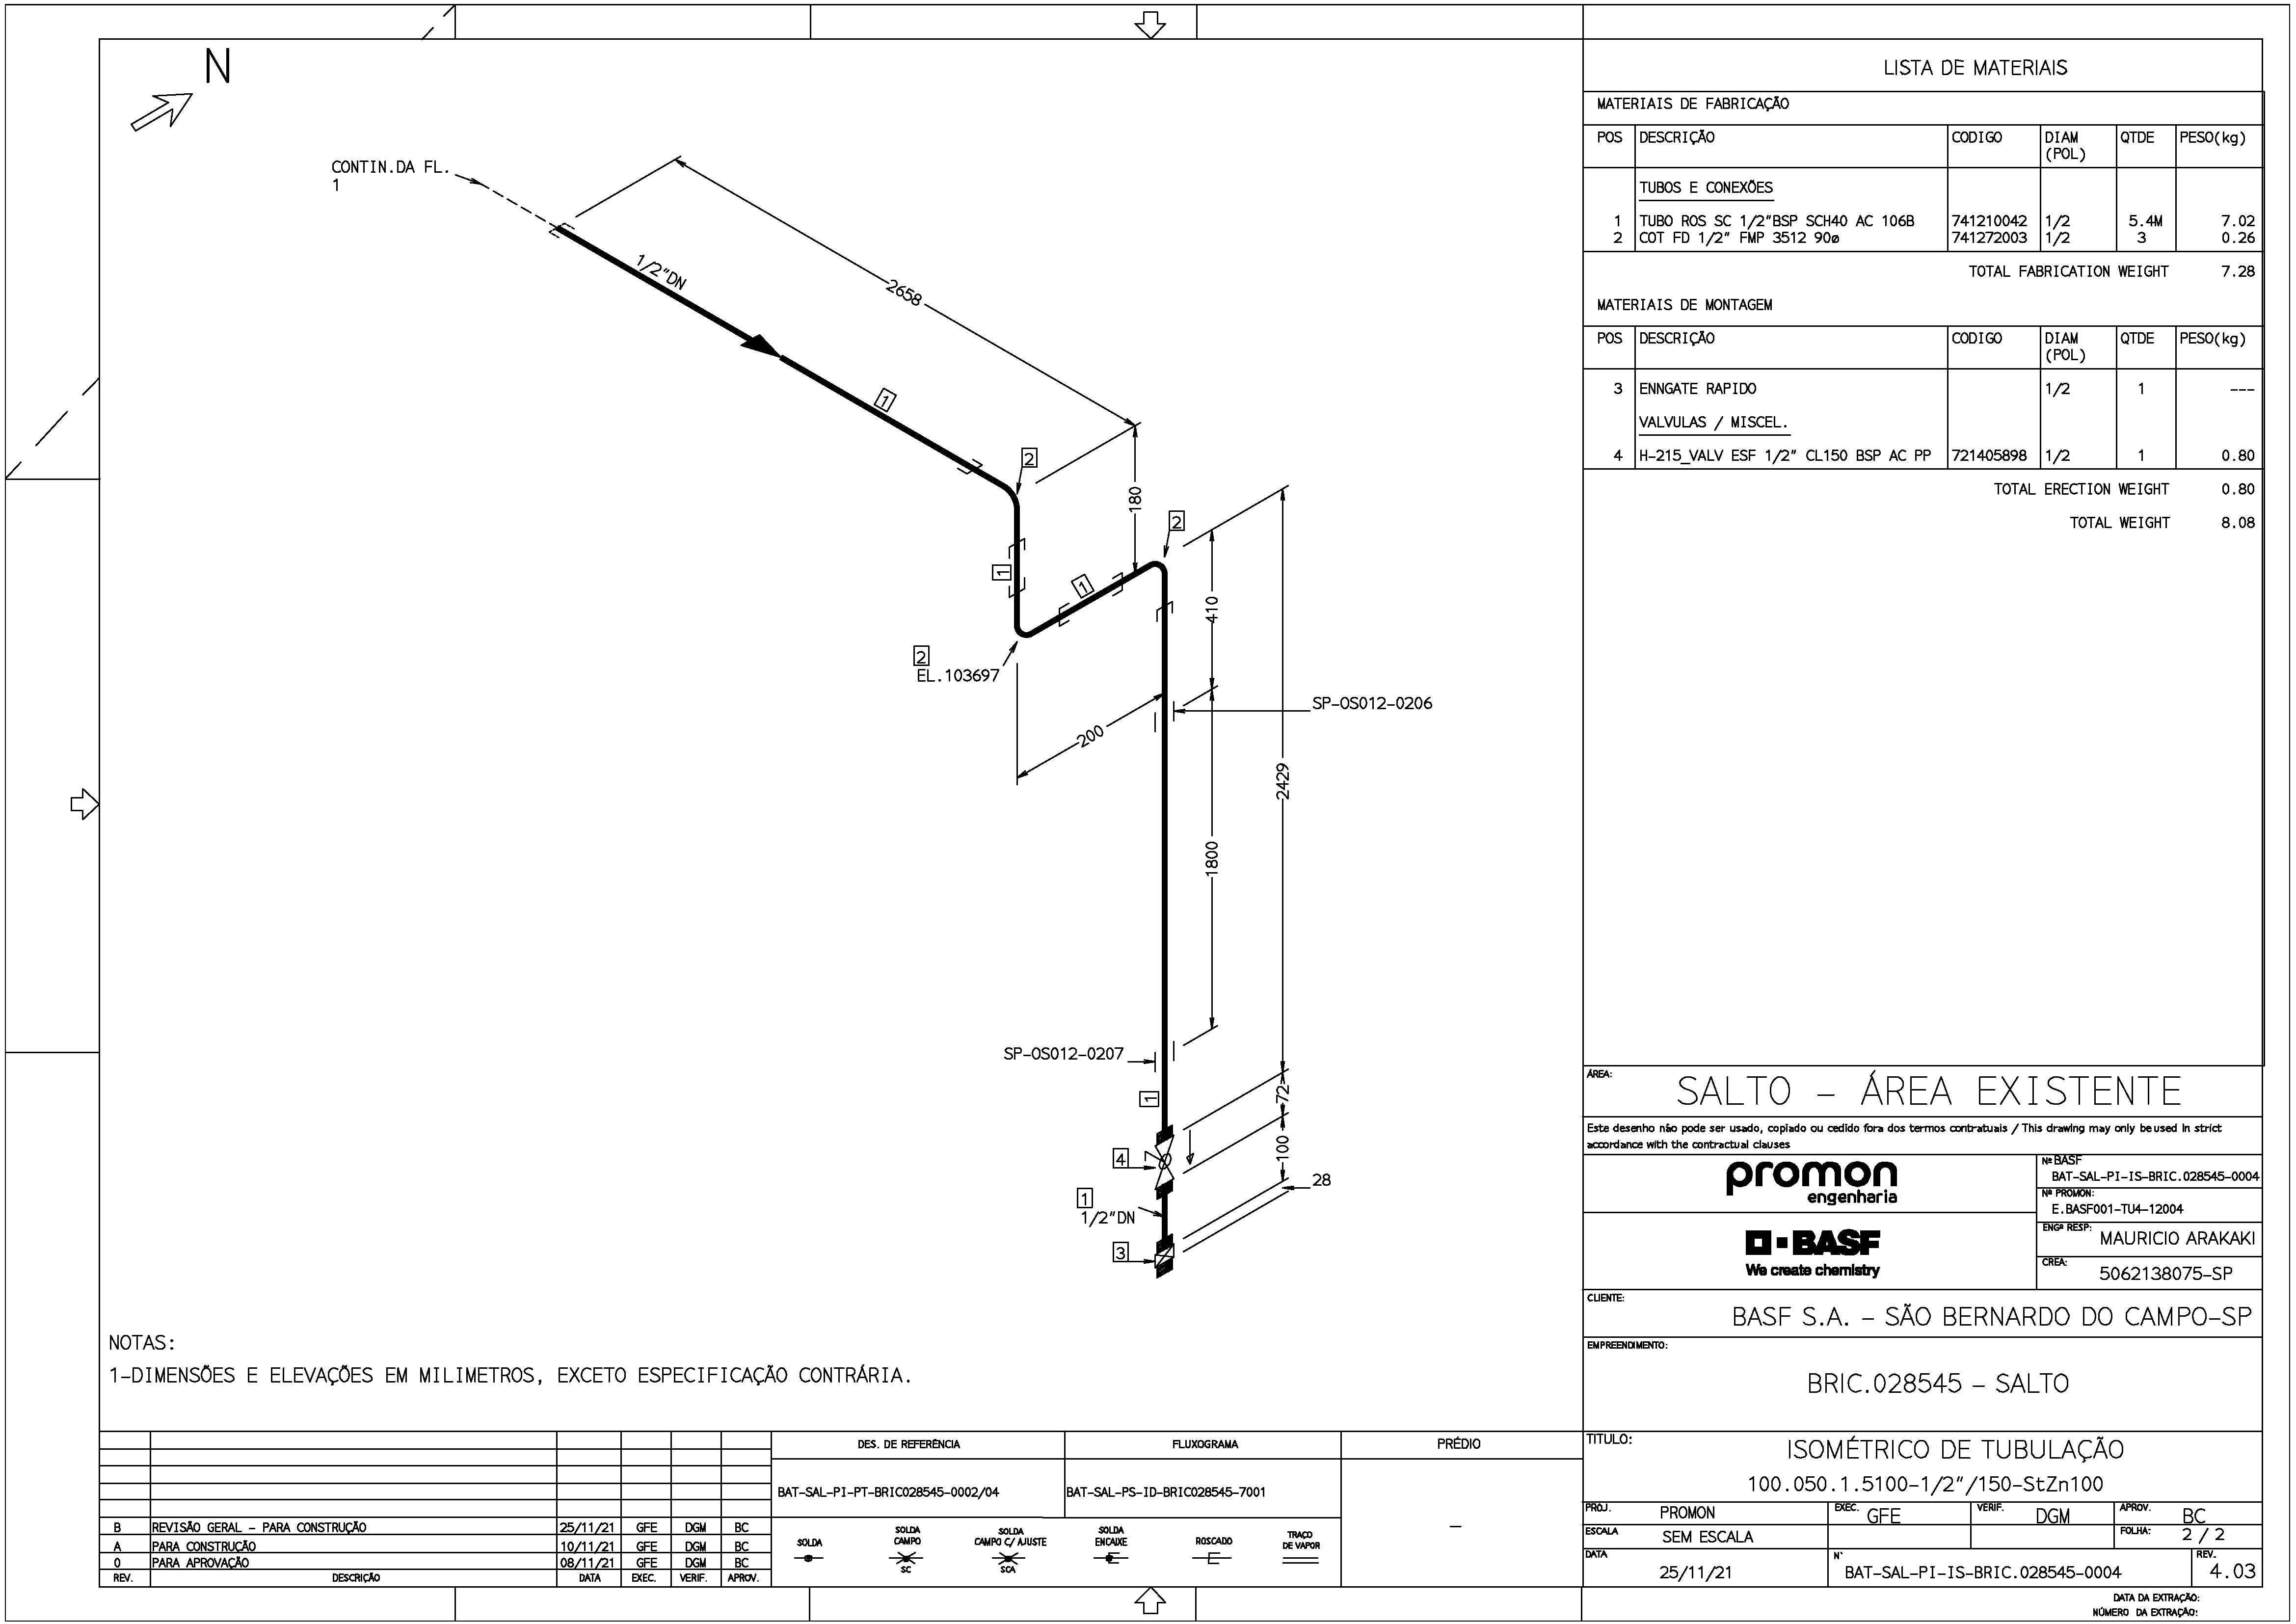 N
CONTIN.DA FL.
1
1/2"DN
2658
1
2
180
2
1
1
2
EL.103697
410
SP-OS012-0206
200
2429
1800
SP-OS012-0207
1
72
4
100
28
1
1/2"DN
3
NOTAS:
1-DIMENSÕES E ELEVAÇÕES EM MILIMETROS, EXCETO ESPECIFICAÇÃO CONTRÁRIA.
LISTA DE MATERIAIS
MATERIAIS DE FABRICAÇÃO
POS DESCRIÇÃO CODIGO DIAM (POL) QTDE PESO(kg)
TUBOS E CONEXÕES
1 TUBO ROS SC 1/2"BSP SCH40 AC 106B 741210042 1/2 5.4M 7.02
2 COT FD 1/2" FMP 3512 90ø 741272003 1/2 3 0.26
TOTAL FABRICATION WEIGHT 7.28
MATERIAIS DE MONTAGEM
POS DESCRIÇÃO CODIGO DIAM (POL) QTDE PESO(kg)
3 ENNGATE RAPIDO 1/2 1 ---
VALVULAS / MISCEL.
4 H-215_VALV ESF 1/2" CL150 BSP AC PP 721405898 1/2 1 0.80
TOTAL ERECTION WEIGHT 0.80
TOTAL WEIGHT 8.08
ÁREA:
SALTO - ÁREA EXISTENTE
Este desenho não pode ser usado, copiado ou cedido fora dos termos contratuais / This drawing may only be used in strict
accordance with the contractual clauses
promon
engenharia
Nº BASF
BAT-SAL-PI-IS-BRIC.028545-0004
Nº PROMON:
E.BASF001-TU4-12004
BASF
We create chemistry
ENGº RESP:
MAURICIO ARAKAKI
CREA:
5062138075-SP
CLIENTE:
BASF S.A. - SÃO BERNARDO DO CAMPO-SP
EMPREENDIMENTO:
BRIC.028545 - SALTO
TITULO:
ISOMÉTRICO DE TUBULAÇÃO
100.050.1.5100-1/2"/150-StZn100
PROJ. PROMON EXEC. GFE VERIF. DGM APROV. BC
ESCALA SEM ESCALA FOLHA: 2 / 2
DATA 25/11/21 N° BAT-SAL-PI-IS-BRIC.028545-0004 REV. 4.03
DATA DA EXTRAÇÃO:
NÚMERO DA EXTRAÇÃO:
B REVISÃO GERAL - PARA CONSTRUÇÃO 25/11/21 GFE DGM BC
A PARA CONSTRUÇÃO 10/11/21 GFE DGM BC
0 PARA APROVAÇÃO 08/11/21 GFE DGM BC
REV. DESCRIÇÃO DATA EXEC. VERIF. APROV.
DES. DE REFERÊNCIA FLUXOGRAMA PRÉDIO
BAT-SAL-PI-PT-BRIC028545-0002/04 BAT-SAL-PS-ID-BRIC028545-7001
-
SOLDA
SOLDA CAMPO
SC
SOLDA CAMPO C/ AJUSTE
SCA
SOLDA ENCAIXE
ROSCADO
TRAÇO DE VAPOR